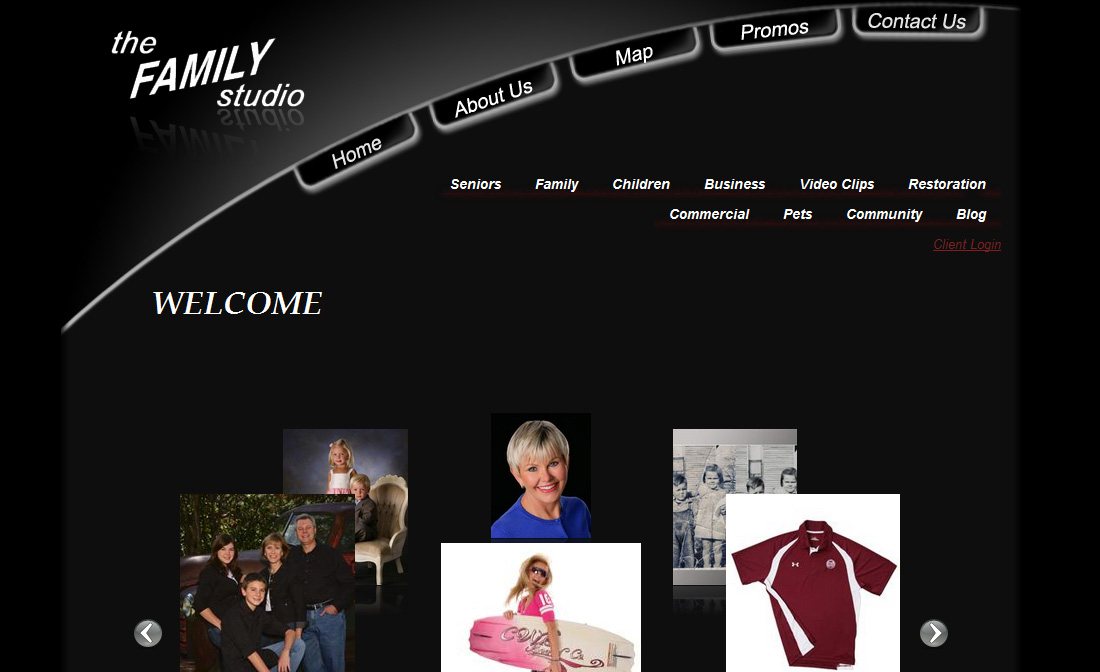 the
FAMILY
studio
Home
About Us
Map
Promos
Contact Us
Seniors Family Children Business Video Clips Restoration
Commercial Pets Community Blog
Client Login
WELCOME